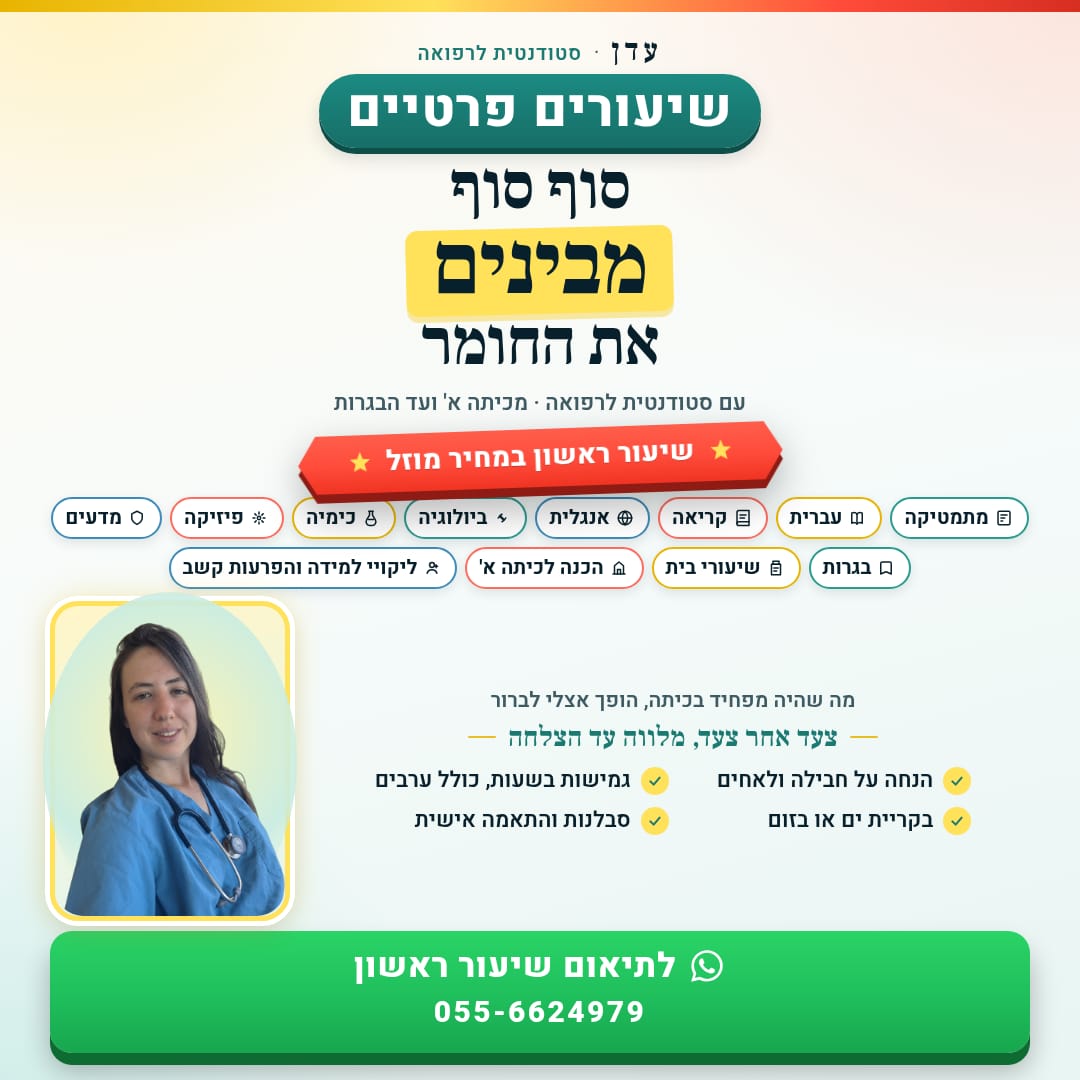 עדן · סטודנטית לרפואה
שיעורים פרטיים
סוף סוף
מבינים
את החומר
עם סטודנטית לרפואה · מכיתה א' ועד הבגרות
שיעור ראשון במחיר מוזל
מתמטיקה עברית קריאה אנגלית ביולוגיה כימיה פיזיקה מדעים
בגרות שיעורי בית הכנה לכיתה א' ליקויי למידה והפרעות קשב
מה שהיה מפחיד בכיתה, הופך אצלי לברור
צעד אחר צעד, מלווה עד הצלחה
הנחה על חבילה ולאחים גמישות בשעות, כולל ערבים
בקריית ים או בזום סבלנות והתאמה אישית
לתיאום שיעור ראשון
055-6624979